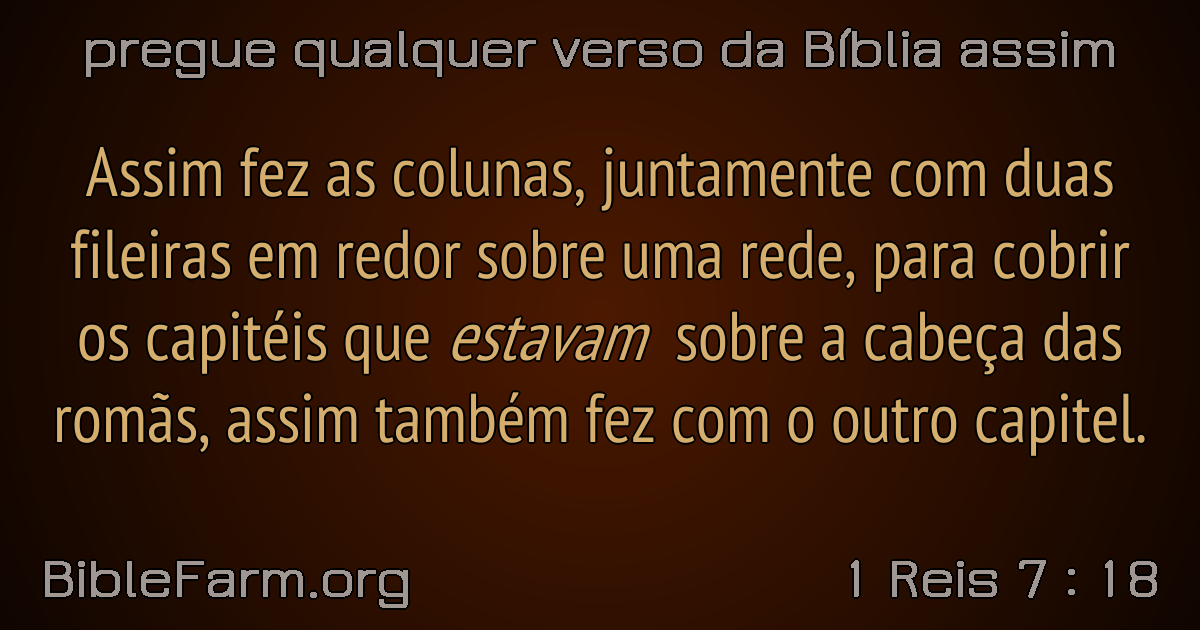 pregue qualquer verso da Bíblia assim
Assim fez as colunas, juntamente com duas
fileiras em redor sobre uma rede, para cobrir
os capitéis que estavam sobre a cabeça das
romãs, assim também fez com o outro capitel.
BibleFarm.org
1 Reis 7 : 18